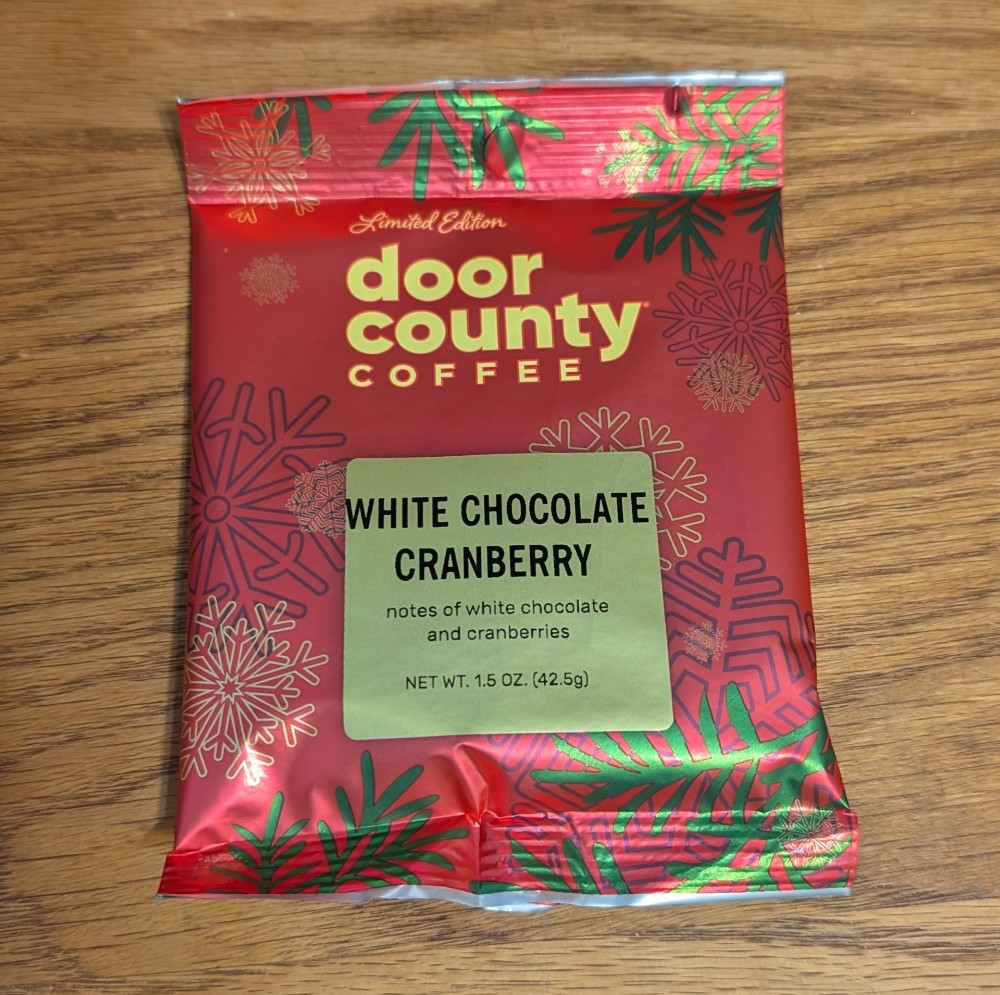 Limited Edition
door
county
COFFEE
WHITE CHOCOLATE
CRANBERRY
notes of white chocolate
and cranberries
NET WT. 1.5 OZ. (42.5g)